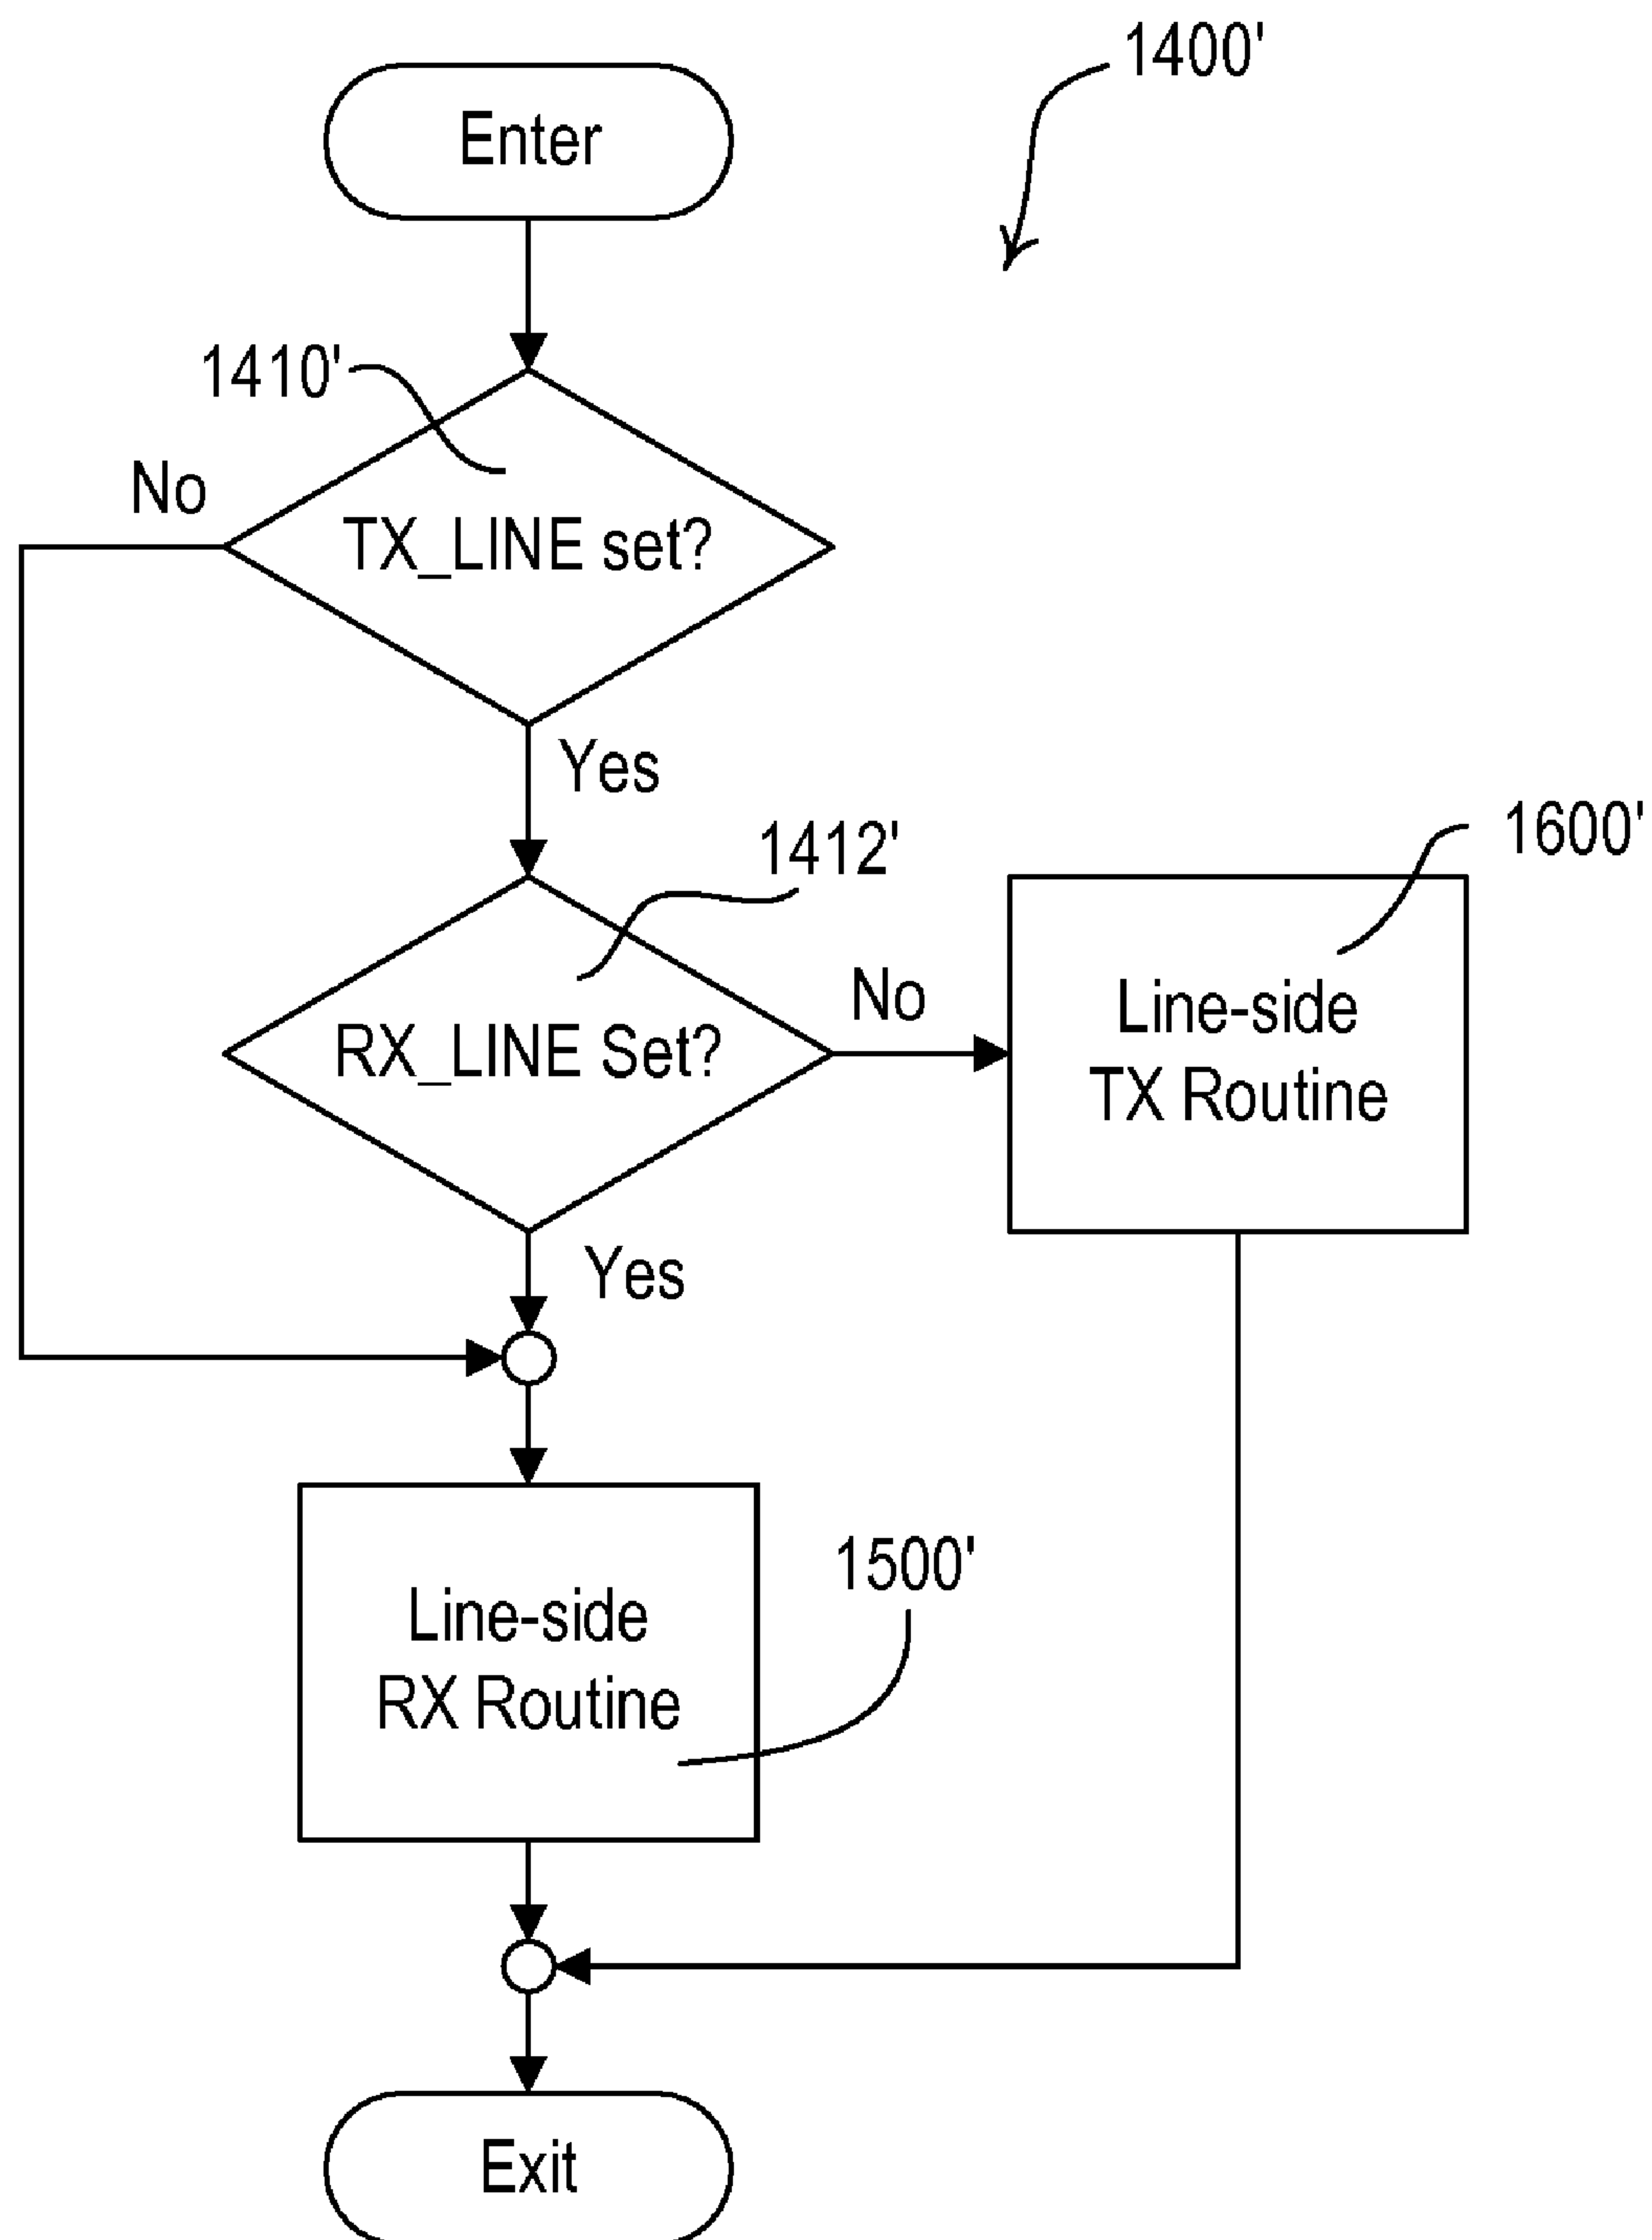 1400'
Enter
1410'
No
TX_LINE set?
Yes
1412'
1600'
No
RX_LINE Set?
Line-side
TX Routine
Yes
1500'
Line-side
RX Routine
Exit